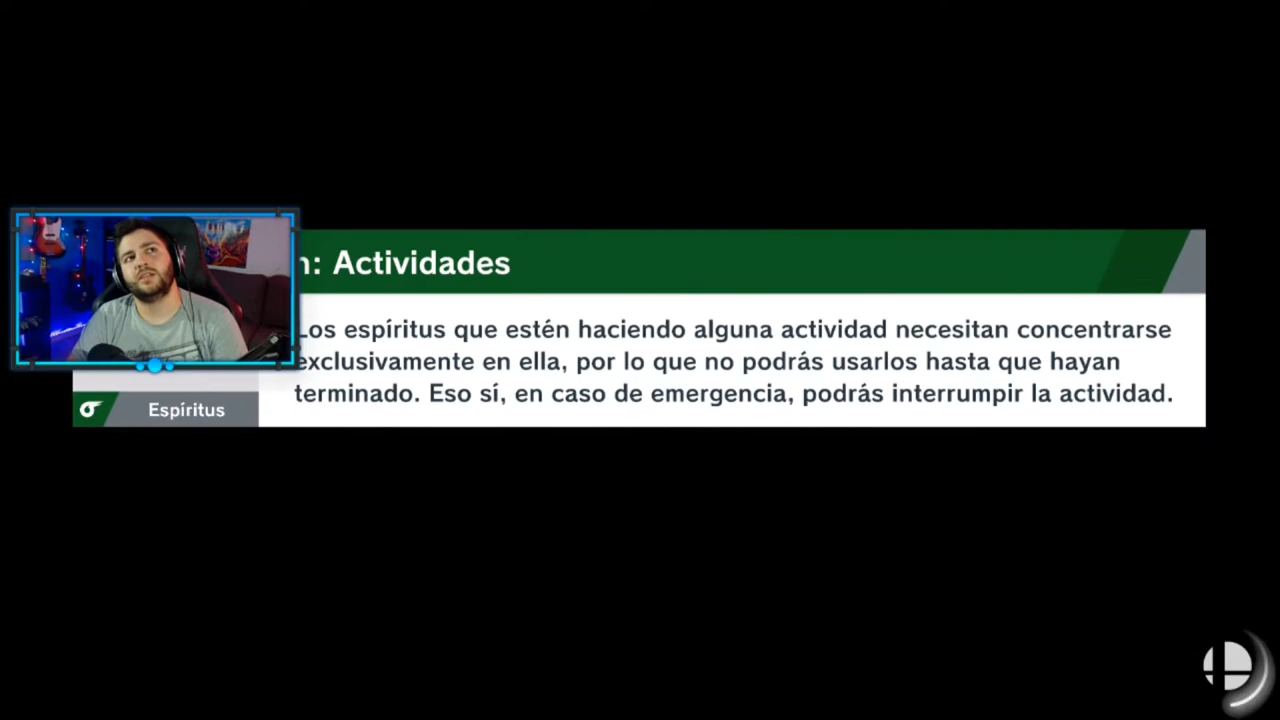 n: Actividades
Los espíritus que estén haciendo alguna actividad necesitan concentrarse
exclusivamente en ella, por lo que no podrás usarlos hasta que hayan
terminado. Eso sí, en caso de emergencia, podrás interrumpir la actividad.
Espíritus